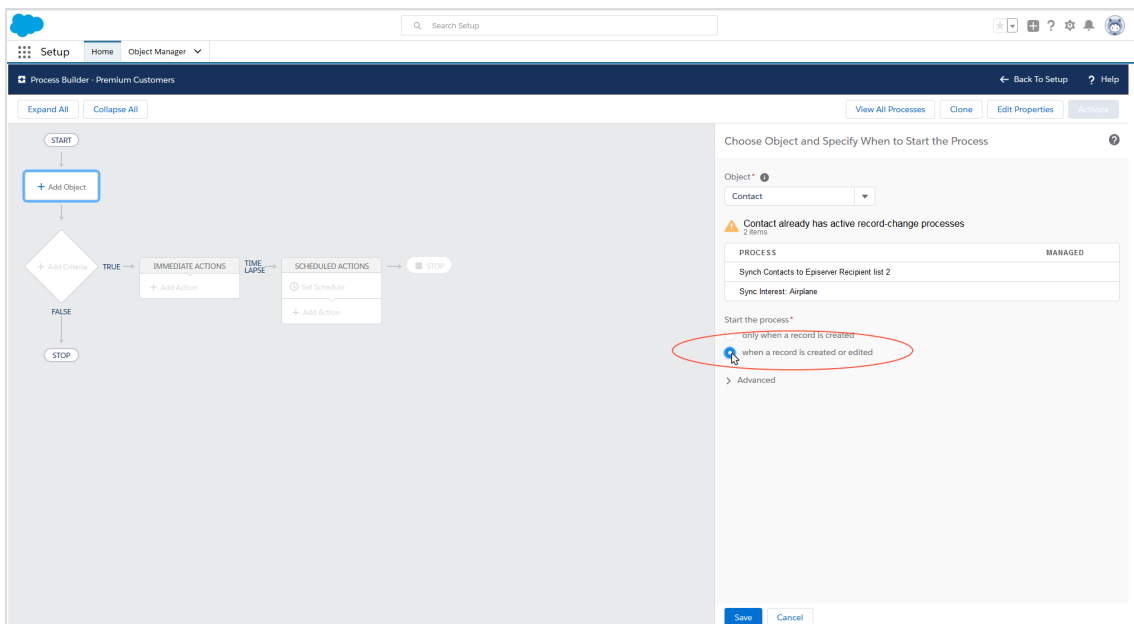 Search Setup
Setup Home Object Manager
Process Builder - Premium Customers
Back To Setup ? Help
Expand All Collapse All
View All Processes Clone Edit Properties Activate
START
+ Add Object
+ Add Criteria
TRUE
IMMEDIATE ACTIONS
+ Add Action
TIME
LAPSE
SCHEDULED ACTIONS
Set Schedule
+ Add Action
STOP
FALSE
STOP
Choose Object and Specify When to Start the Process
Object*
Contact
Contact already has active record-change processes
2 items
PROCESS MANAGED
Synch Contacts to Episerver Recipient list 2
Sync Interest: Airplane
Start the process*
only when a record is created
when a record is created or edited
Advanced
Save Cancel